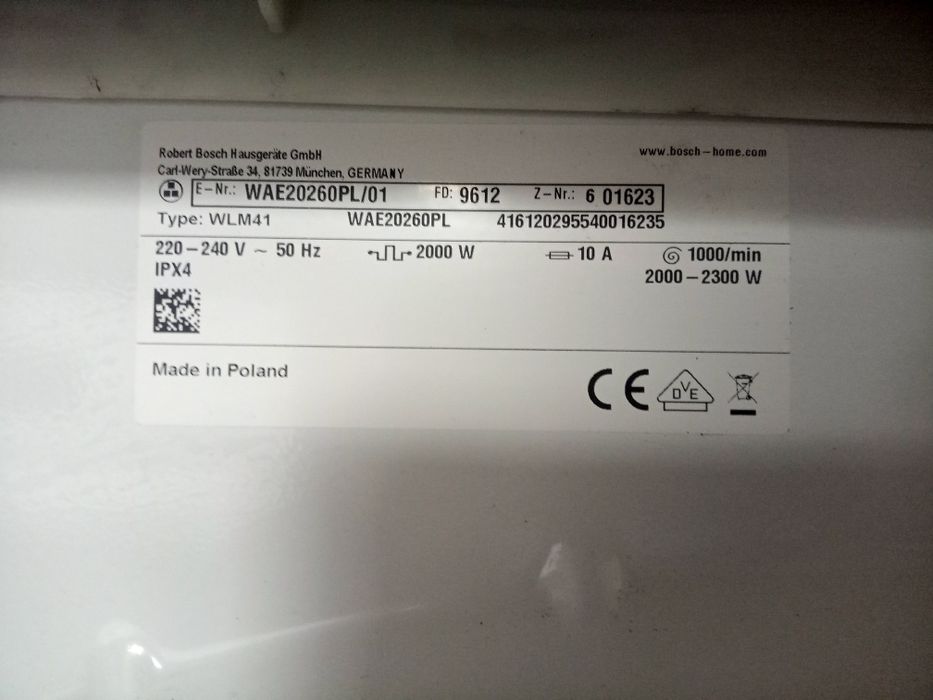 Robert Bosch Hausgeräte GmbH www.bosch-home.com
Carl-Wery-Straße 34, 81739 München, GERMANY
E-Nr.: WAE20260PL/01 FD: 9612 Z-Nr.: 6 01623
Type: WLM41 WAE20260PL 416120295540016235
220-240 V ~ 50 Hz 2000 W 10 A 1000/min
IPX4 2000-2300 W
Made in Poland
CE DVE